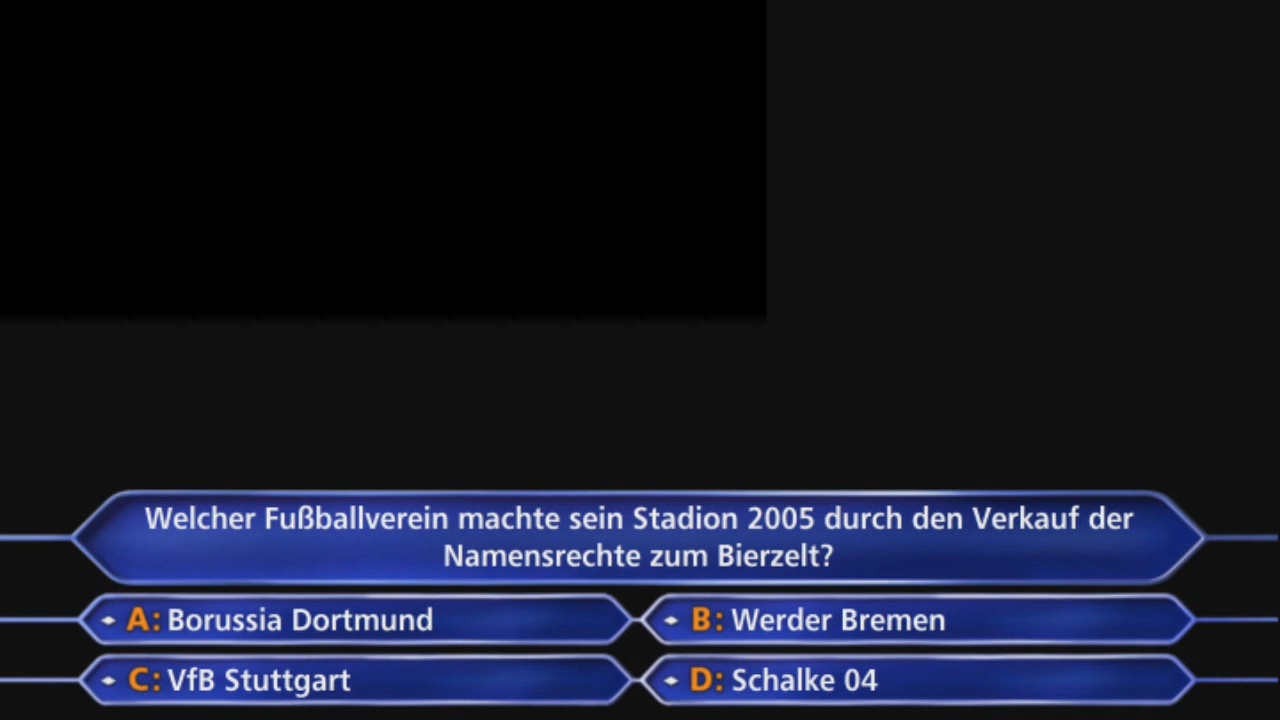 Welcher Fußballverein machte sein Stadion 2005 durch den Verkauf der
Namensrechte zum Bierzelt?
A: Borussia Dortmund
B: Werder Bremen
C: VfB Stuttgart
D: Schalke 04